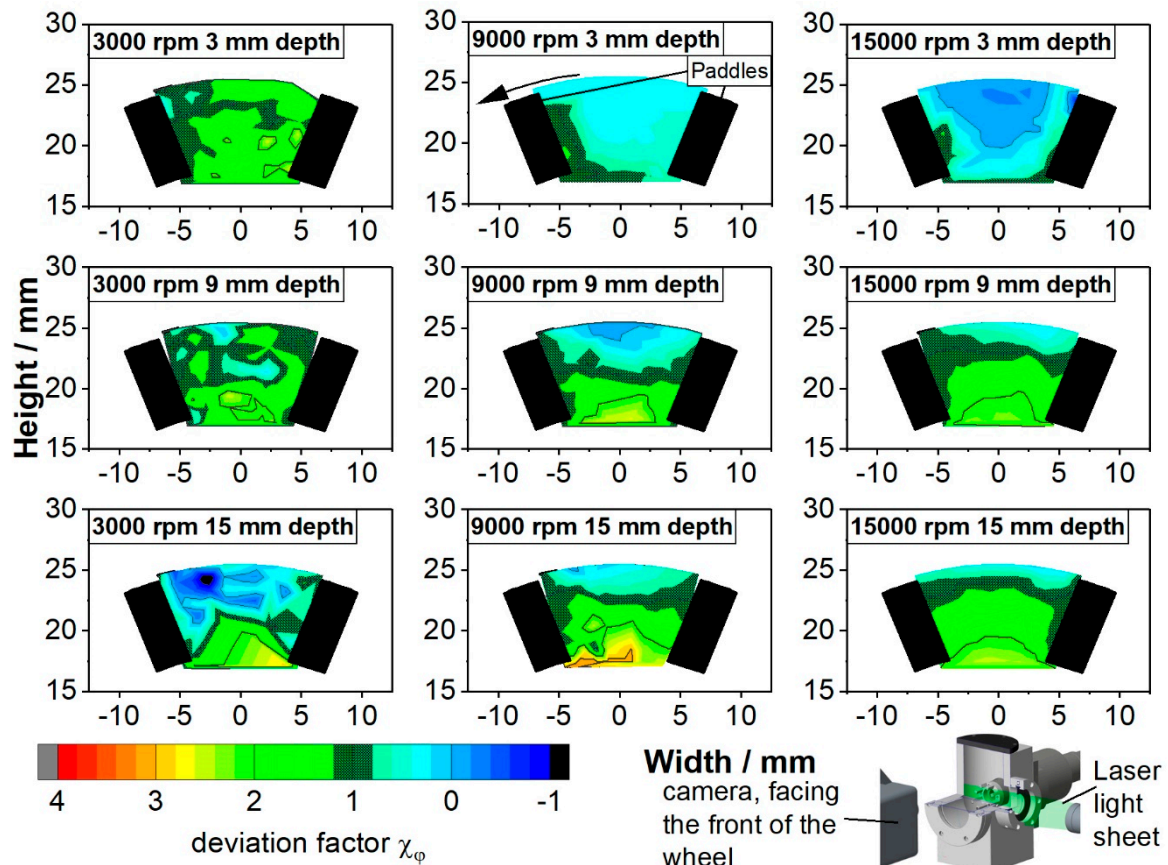 3000 rpm 3 mm depth
9000 rpm 3 mm depth
15000 rpm 3 mm depth
Paddles
30
25
20
15
-10 -5 0 5 10
30
25
20
15
-10 -5 0 5 10
30
25
20
15
-10 -5 0 5 10
Height / mm
3000 rpm 9 mm depth
9000 rpm 9 mm depth
15000 rpm 9 mm depth
30
25
20
15
-10 -5 0 5 10
30
25
20
15
-10 -5 0 5 10
30
25
20
15
-10 -5 0 5 10
3000 rpm 15 mm depth
9000 rpm 15 mm depth
15000 rpm 15 mm depth
30
25
20
15
-10 -5 0 5 10
30
25
20
15
-10 -5 0 5 10
30
25
20
15
-10 -5 0 5 10
4 3 2 1 0 -1
deviation factor χφ
Width / mm
camera, facing
the front of the
wheel
Laser
light
sheet